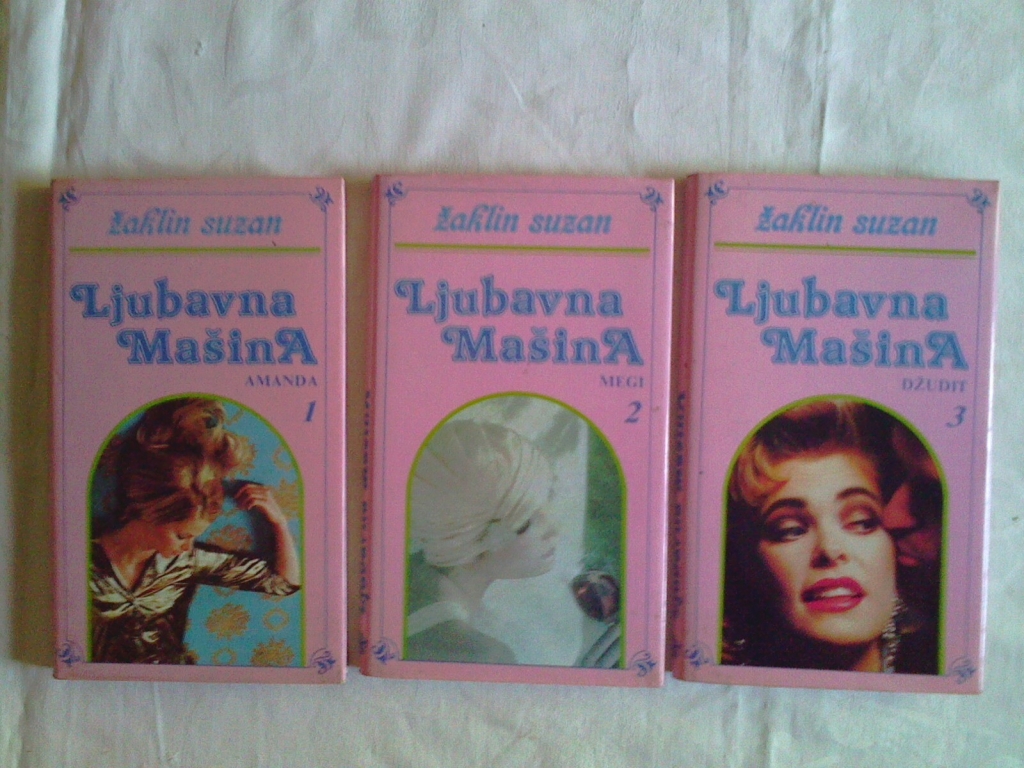 žaklin suzan
Ljubavna
MašinA
AMANDA
1
žaklin suzan
Ljubavna
MašinA
MEGI
2
žaklin suzan
Ljubavna
MašinA
DŽUDIT
3